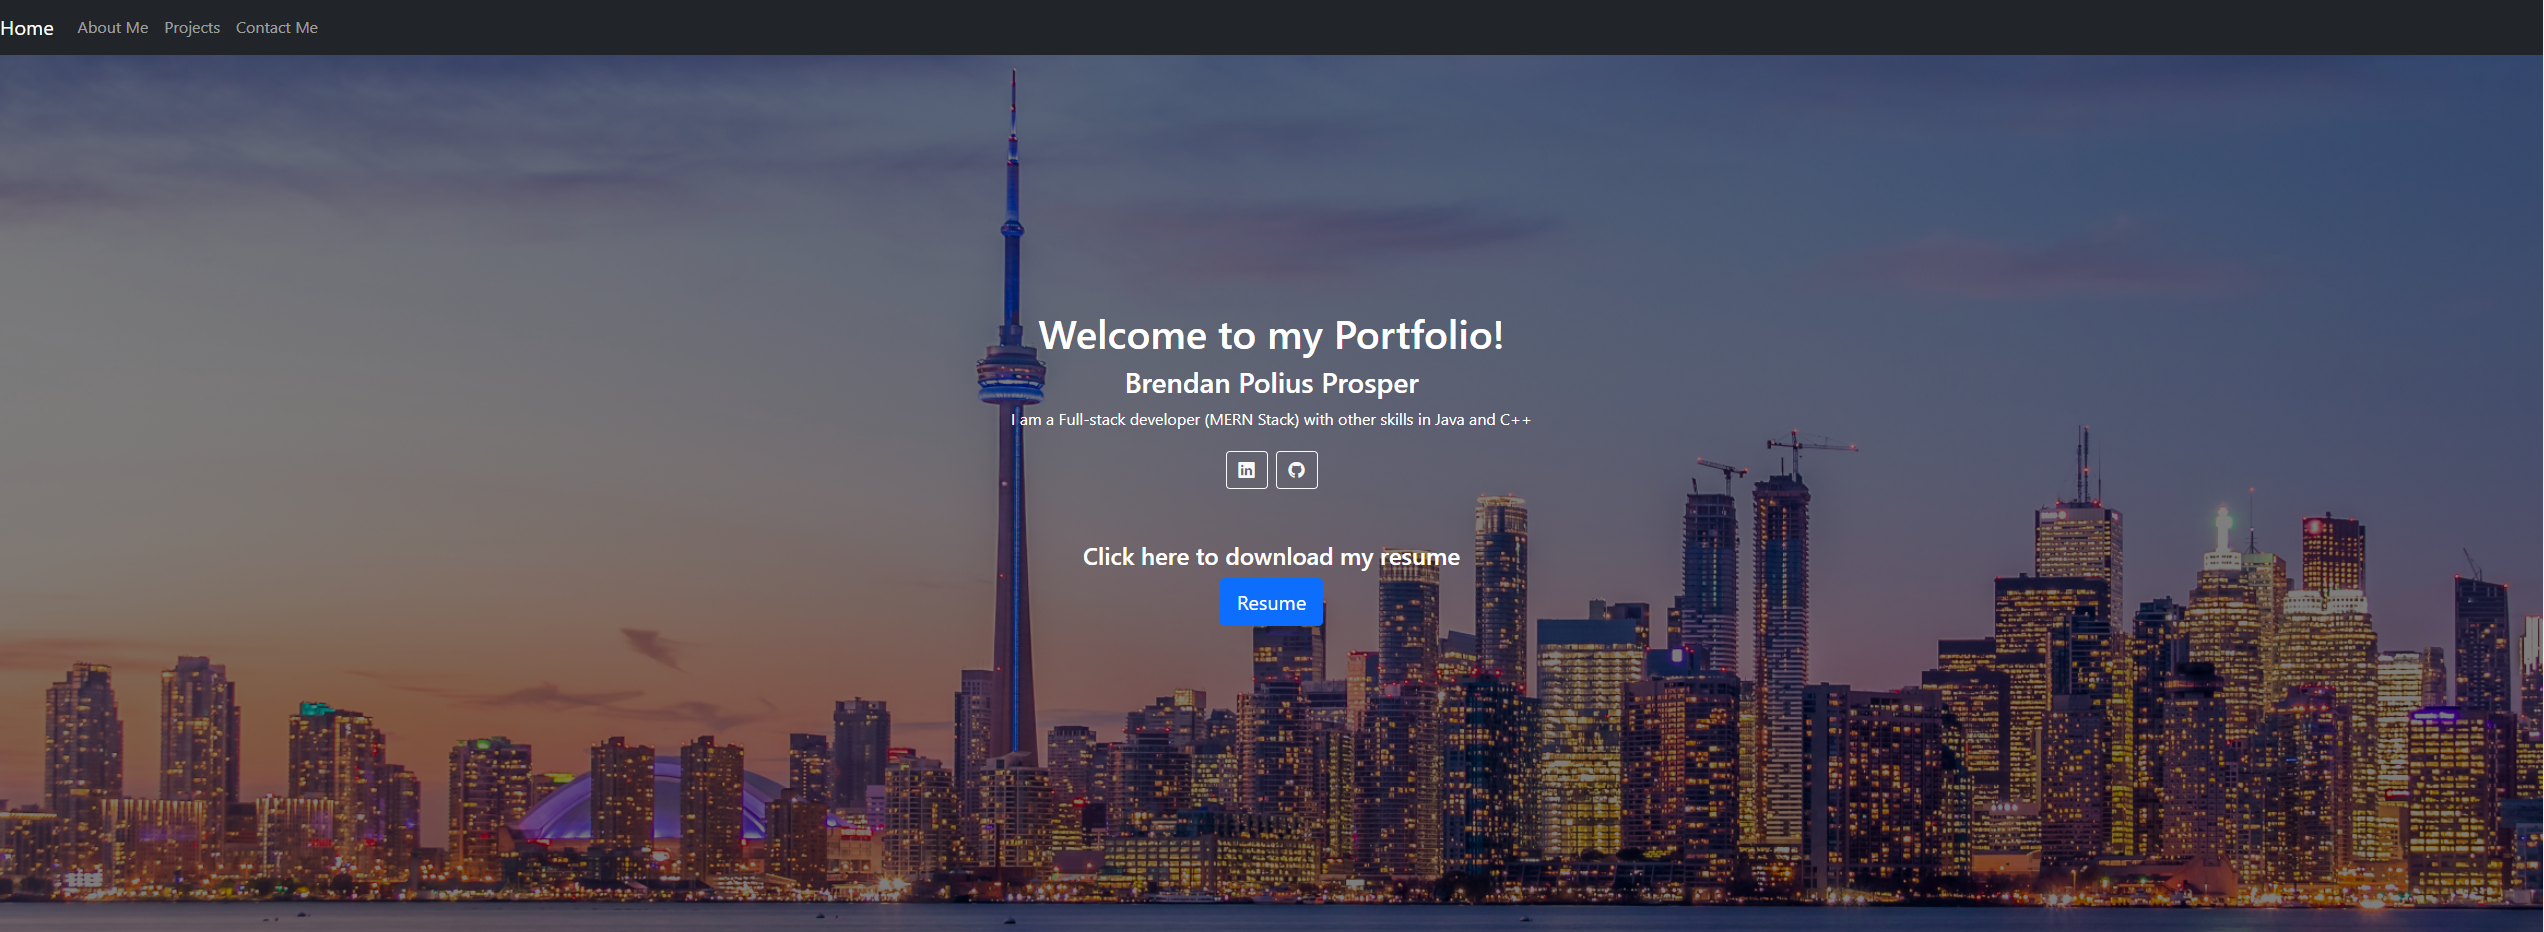 Home About Me Projects Contact Me
Welcome to my Portfolio!
Brendan Polius Prosper
I am a Full-stack developer (MERN Stack) with other skills in Java and C++
in
Click here to download my resume
Resume